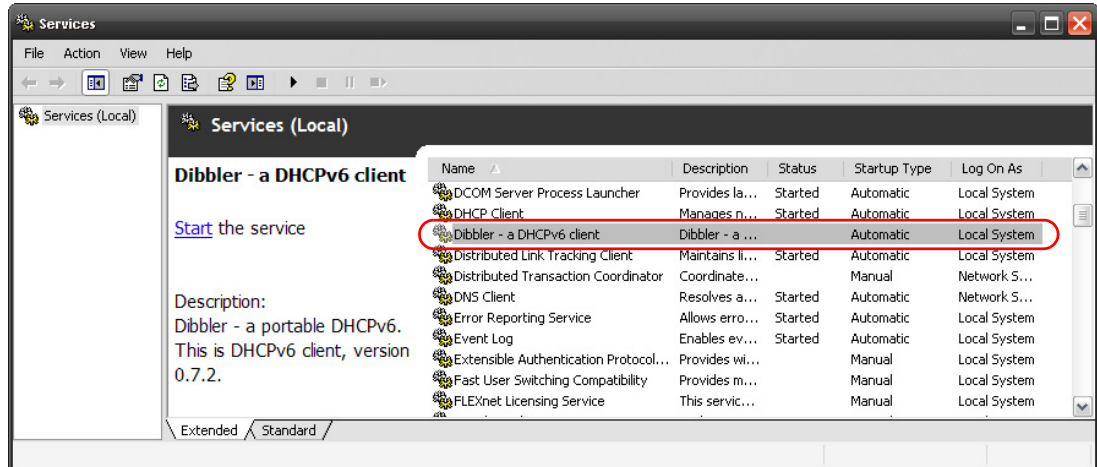 Services
File Action View Help
Services (Local)
Services (Local)
Dibbler - a DHCPv6 client
Start the service
Description:
Dibbler - a portable DHCPv6.
This is DHCPv6 client, version
0.7.2.
Name Description Status Startup Type Log On As
DCOM Server Process Launcher Provides la... Started Automatic Local System
DHCP Client Manages n... Started Automatic Local System
Dibbler - a DHCPv6 client Dibbler - a ... Automatic Local System
Distributed Link Tracking Client Maintains li... Started Automatic Local System
Distributed Transaction Coordinator Coordinate... Manual Network S...
DNS Client Resolves a... Started Automatic Network S...
Error Reporting Service Allows erro... Started Automatic Local System
Event Log Enables ev... Started Automatic Local System
Extensible Authentication Protocol... Provides wi... Manual Local System
Fast User Switching Compatibility Provides m... Manual Local System
FLEXnet Licensing Service This servic... Manual Local System
Extended Standard